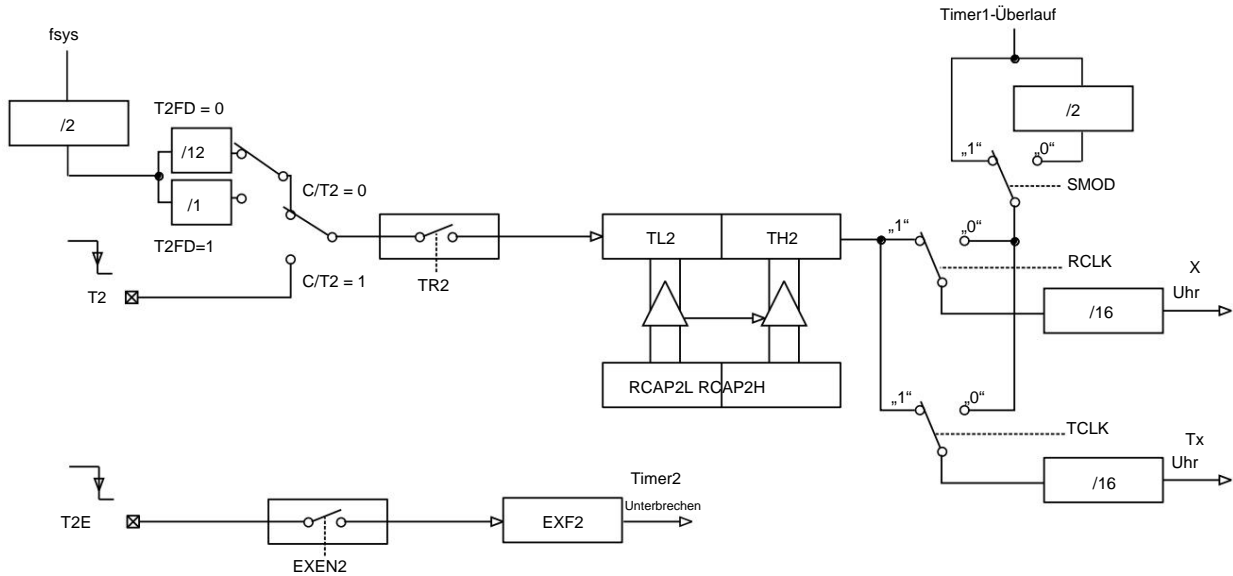 Timer1-Überlauf
fsys
T2FD = 0
/2
/2
/12
„1“
„0“
C/T2 = 0
SMOD
/1
T2FD=1
TL2
TH2
„1“
„0“
C/T2 = 1
RCLK
X
TR2
T2
Uhr
/16
RCAP2L RCAP2H
„1“
„0“
TCLK
Tx
Uhr
Timer2
/16
Unterbrechen
T2E
EXF2
EXEN2